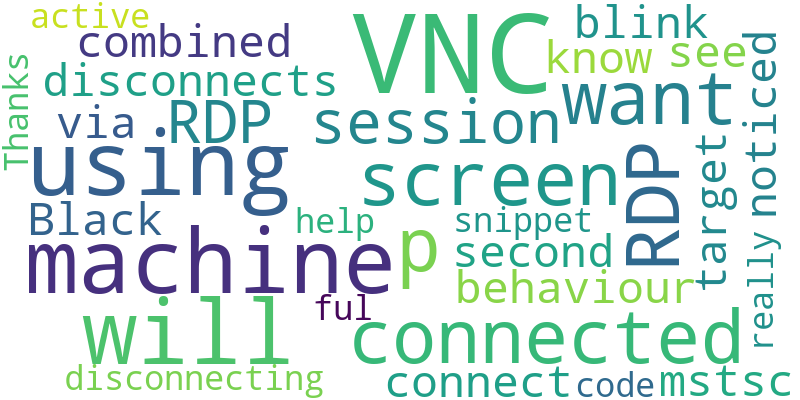 active
combined
disconnects
Thanks
via
RDP
using
Black
machine
will
disconnecting
VNC
session
screen
help
p
ful
connected
blink
know
see
want
RDP
target
noticed
really
snippet
second
behaviour
connect
code
mstsc